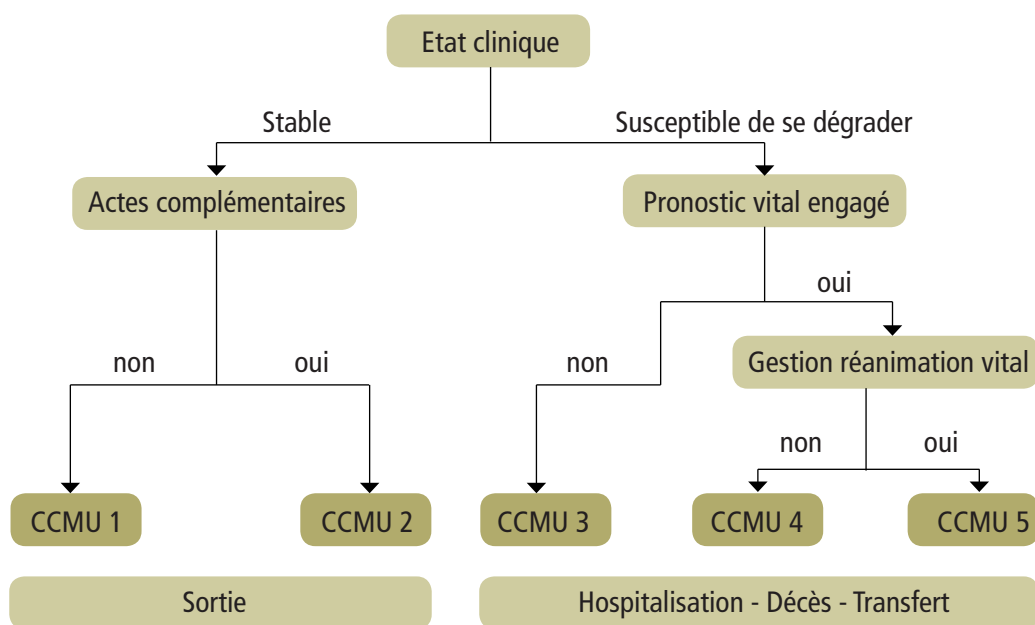 Etat clinique
Stable
Susceptible de se dégrader
Actes complémentaires
Pronostic vital engagé
oui
non
oui
non
Gestion réanimation vital
non
oui
CCMU 1
CCMU 2
CCMU 3
CCMU 4
CCMU 5
Sortie
Hospitalisation - Décès - Transfert